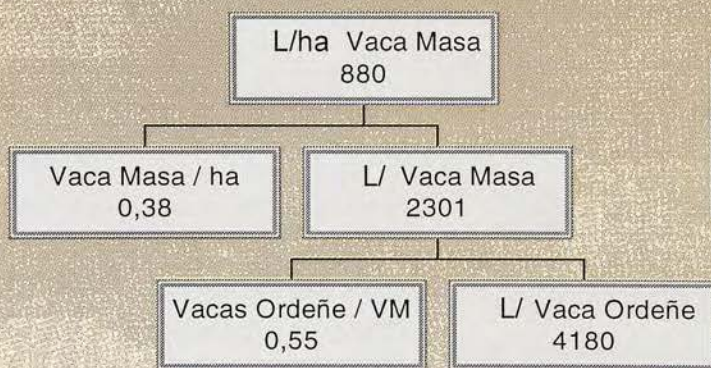 L/ha Vaca Masa
880
Vaca Masa / ha
0,38
L/ Vaca Masa
2301
Vacas Ordeñe / VM
0,55
L/ Vaca Ordeñe
4180